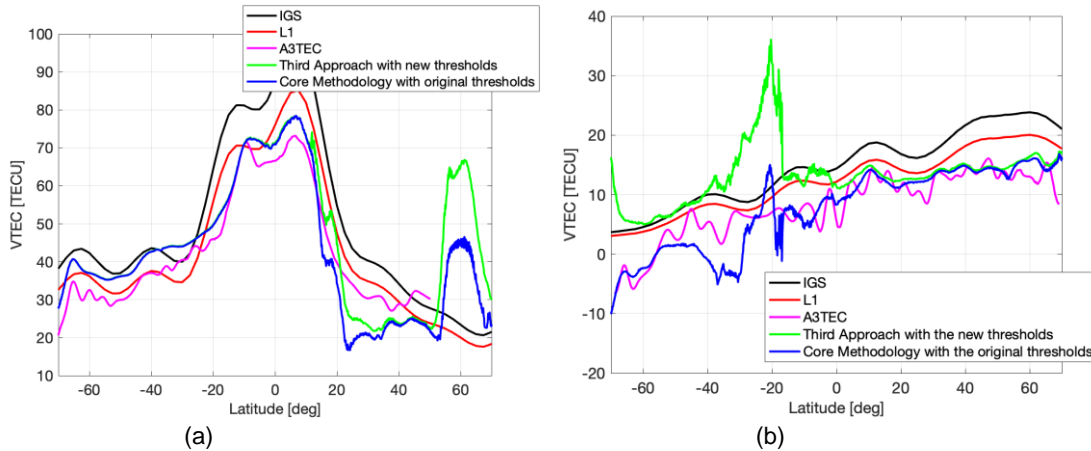 IGS
L1
A3TEC
Third Approach with new thresholds
Core Methodology with original thresholds
100
90
80
70
60
50
40
30
20
10
VTEC [TECU]
-60 -40 -20 0 20 40 60
Latitude [deg]
(a)
40
30
20
10
0
-10
-20
VTEC [TECU]
IGS
L1
A3TEC
Third Approach with the new thresholds
Core Methodology with the original thresholds
-60 -40 -20 0 20 40 60
Latitude [deg]
(b)